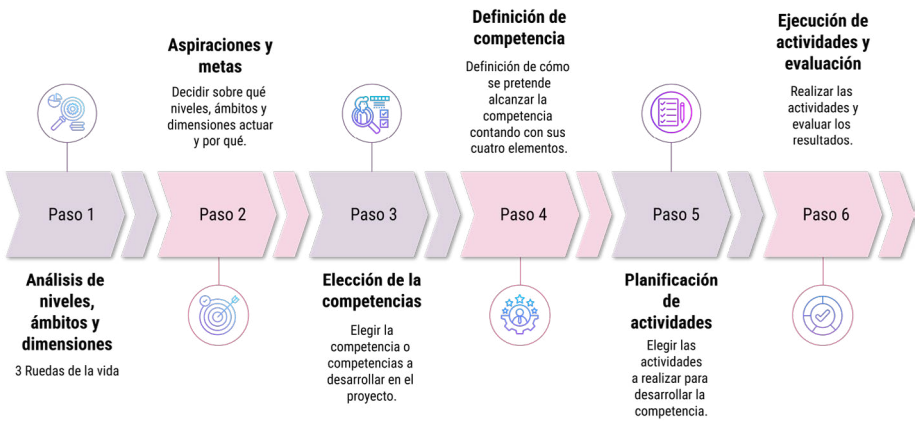 Paso 1
Análisis de
niveles,
ámbitos y
dimensiones
3 Ruedas de la vida
Aspiraciones y
metas
Decidir sobre qué
niveles, ámbitos y
dimensiones actuar
y por qué.
Paso 2
Paso 3
Elección de la
competencias
Elegir la
competencia o
competencias a
desarrollar en el
proyecto.
Definición de
competencia
Definición de cómo
se pretende
alcanzar la
competencia
contando con sus
cuatro elementos.
Paso 4
Paso 5
Planificación
de
actividades
Elegir las
actividades
a realizar para
desarrollar la
competencia.
Ejecución de
actividades y
evaluación
Realizar las
actividades y
evaluar los
resultados.
Paso 6